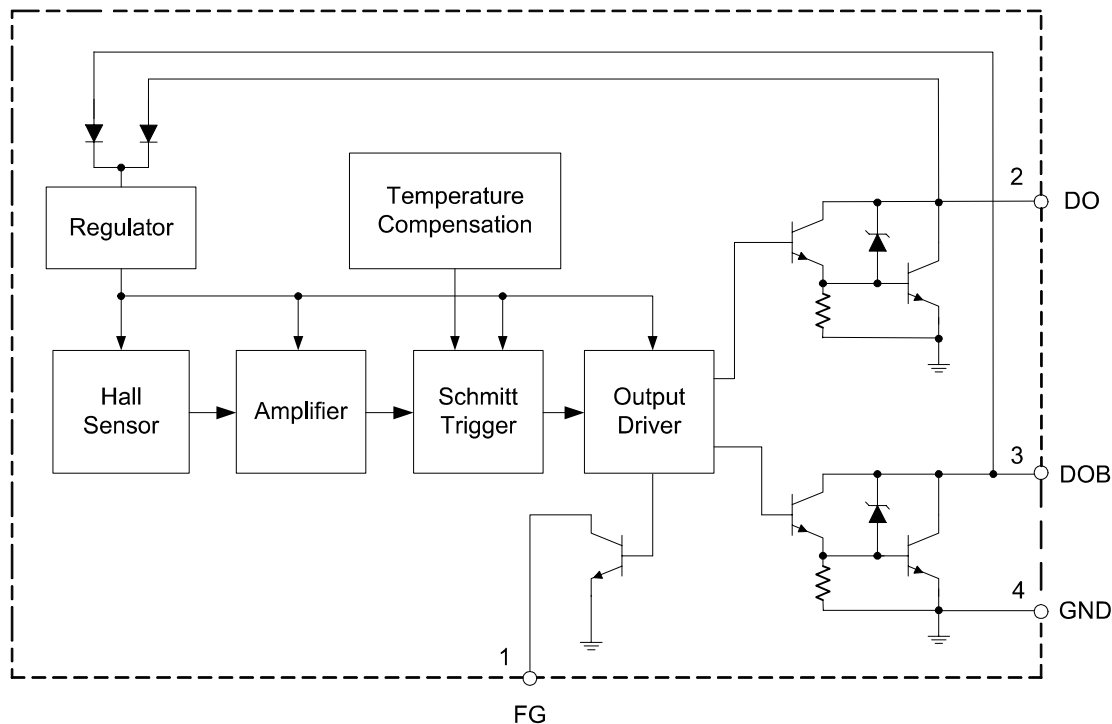 Regulator
Temperature
Compensation
2
DO
Hall
Sensor
Amplifier
Schmitt
Trigger
Output
Driver
3
DOB
4
GND
1
FG